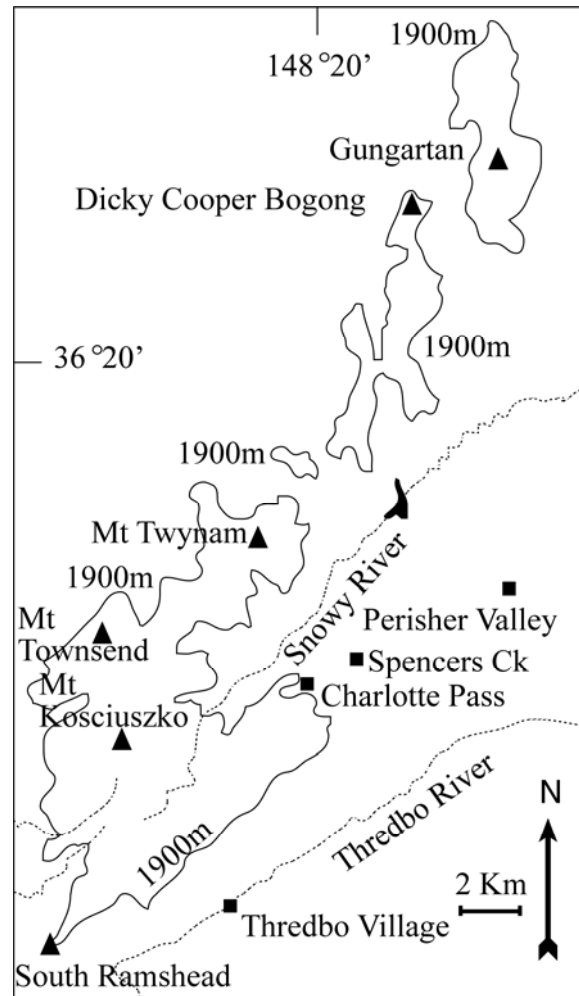 1900m
148°20’
Gungartan
Dicky Cooper Bogong
1900m
36°20’
1900m
Mt Twynam
1900m
Snowy River
Perisher Valley
Mt
Townsend
Spencers Ck
Mt
Kosciuszko
Charlotte Pass
Thredbo River
N
1900m
2 Km
Thredbo Village
South Ramshead